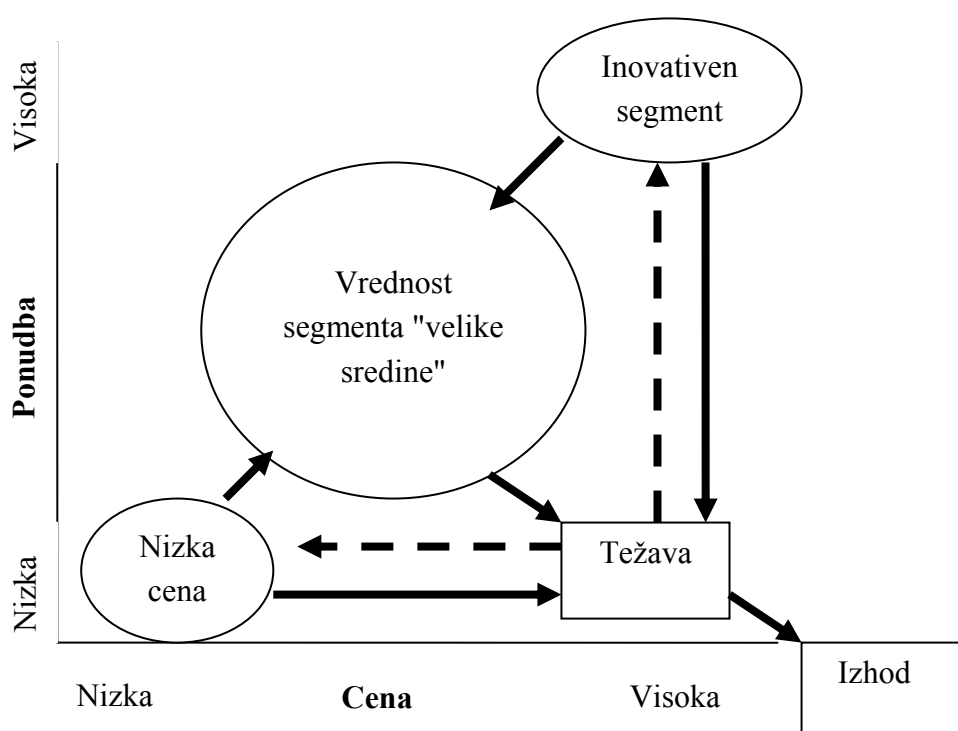 Visoka
Inovativen
segment
Ponudba
Vrednost
segmenta "velike
sredine"
Nizka
Nizka
cena
Težava
Nizka
Cena
Visoka
Izhod